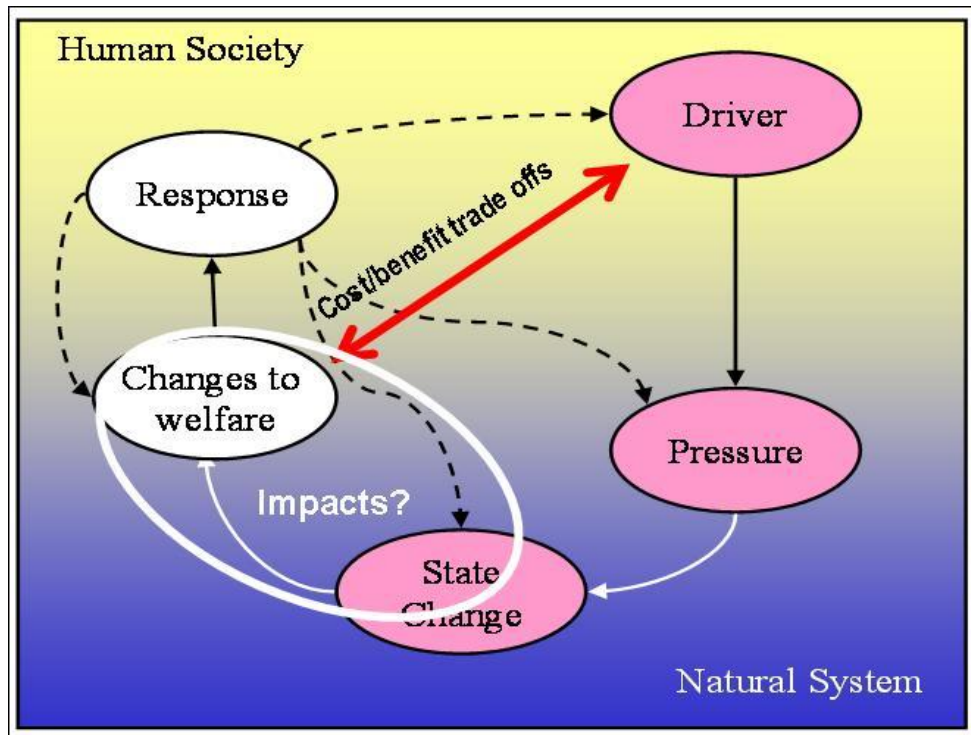 Human Society
Driver
Response
Cost/benefit trade offs
Changes to
welfare
Pressure
Impacts?
State
Change
Natural System